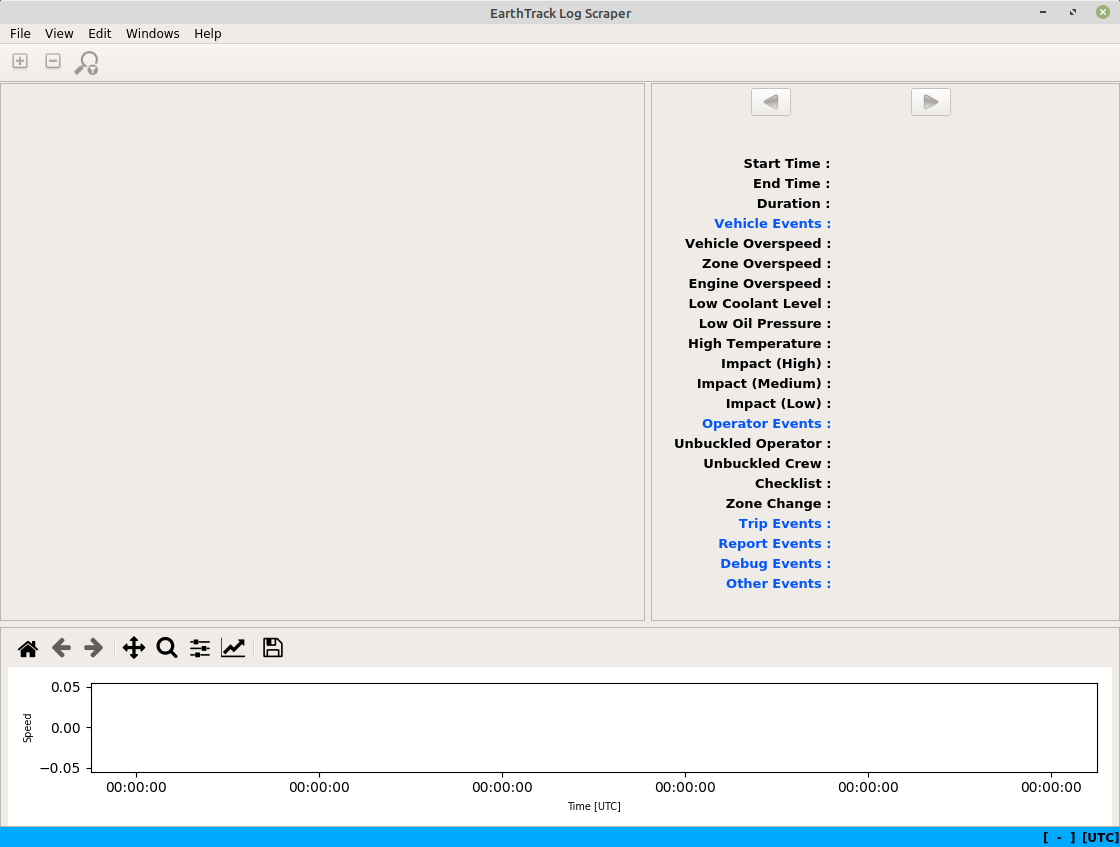 EarthTrack Log Scraper
File View Edit Windows Help
Start Time :
End Time :
Duration :
Vehicle Events :
Vehicle Overspeed :
Zone Overspeed :
Engine Overspeed :
Low Coolant Level :
Low Oil Pressure :
High Temperature :
Impact (High) :
Impact (Medium) :
Impact (Low) :
Operator Events :
Unbuckled Operator :
Unbuckled Crew :
Checklist :
Zone Change :
Trip Events :
Report Events :
Debug Events :
Other Events :
0.05
0.00
−0.05
Speed
00:00:00 00:00:00 00:00:00 00:00:00 00:00:00 00:00:00
Time [UTC]
[ - ] [UTC]